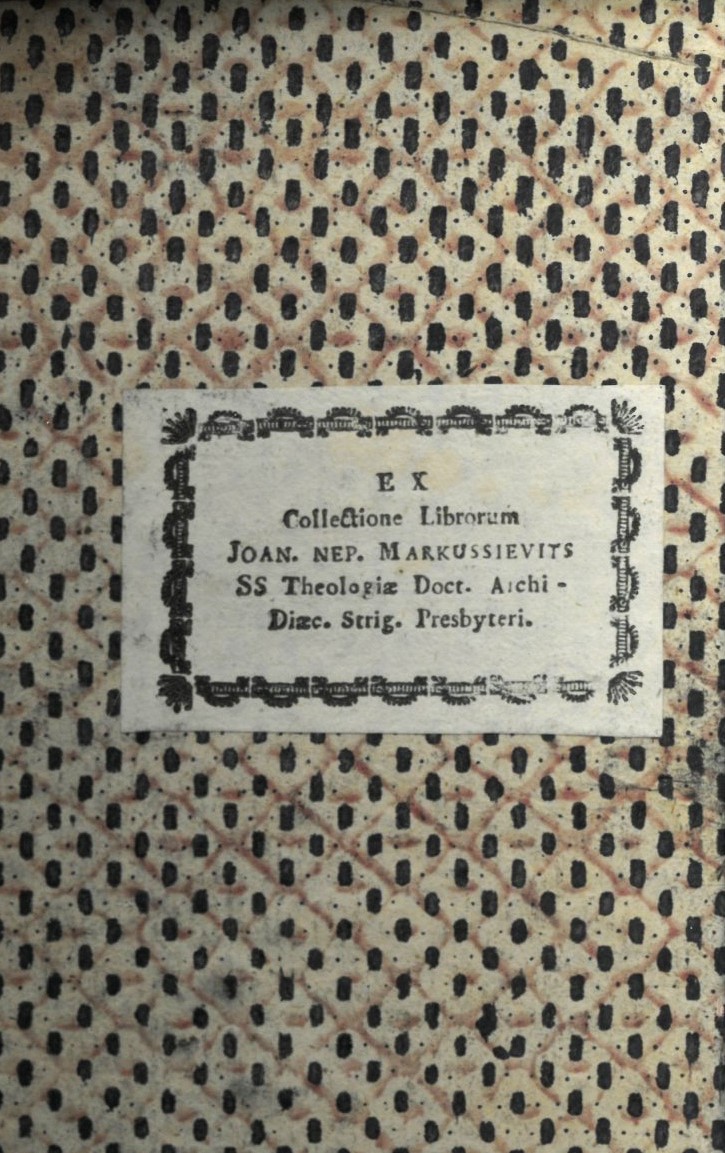 EX
Collectione Librorum
JOAN. NEP. MARKUSSIEVITS
SS Theologiæ Doct. Archi-
Diæc. Strig. Presbyteri.